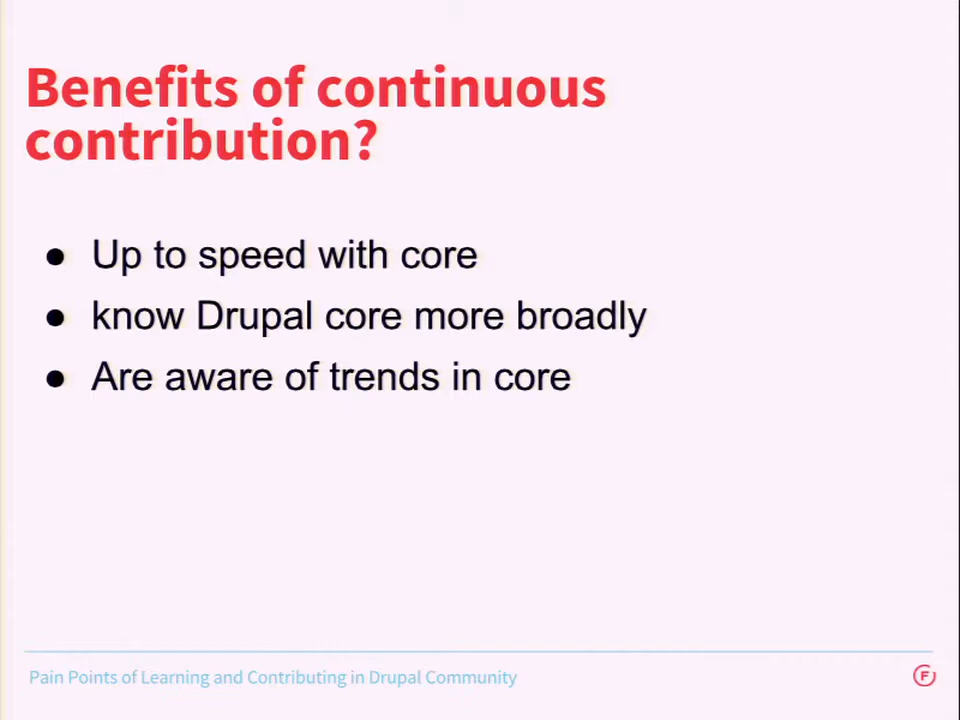 Benefits of continuous
contribution?
● Up to speed with core
● know Drupal core more broadly
● Are aware of trends in core
Pain Points of Learning and Contributing in Drupal Community
F